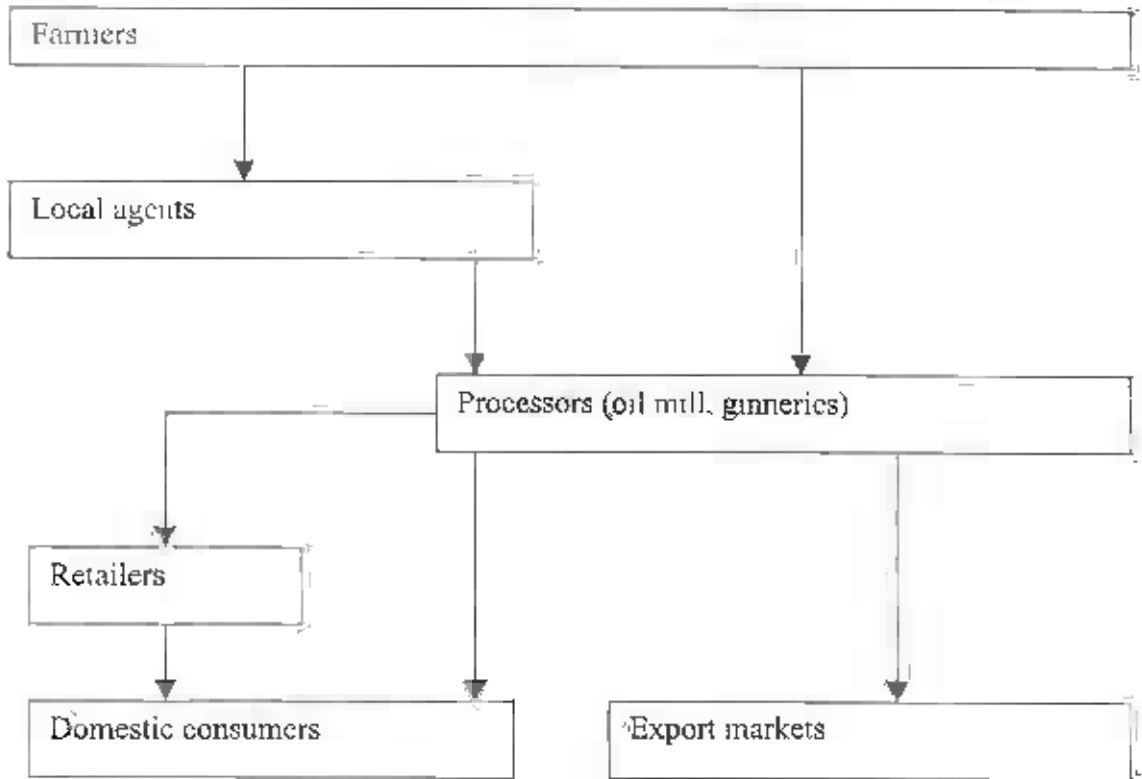 Farmers
Local agents
Processors (oil mill, ginneries)
Retailers
Domestic consumers
Export markets